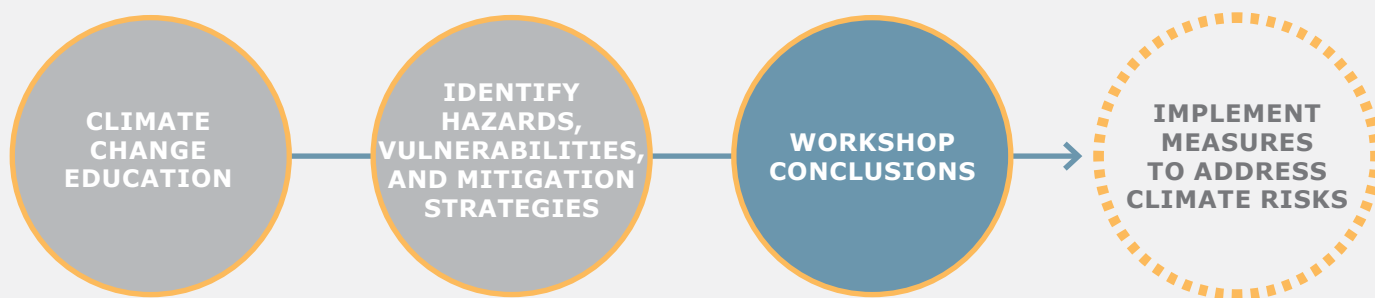 CLIMATE
CHANGE
EDUCATION
IDENTIFY
HAZARDS,
VULNERABILITIES,
AND MITIGATION
STRATEGIES
WORKSHOP
CONCLUSIONS
IMPLEMENT
MEASURES
TO ADDRESS
CLIMATE RISKS